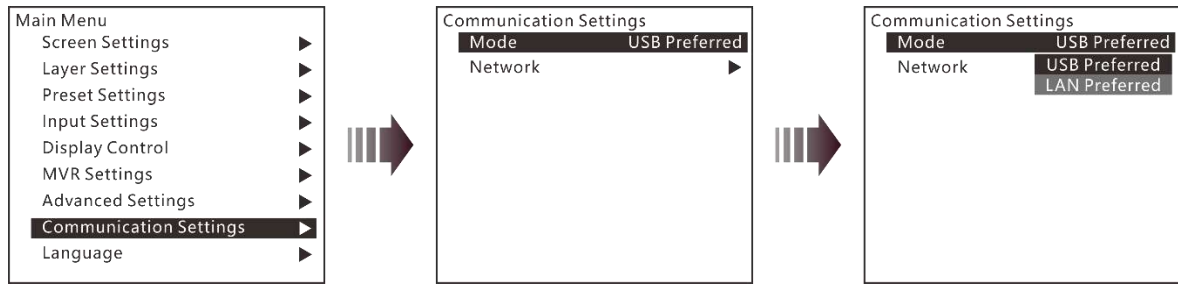 Main Menu
Screen Settings
Layer Settings
Preset Settings
Input Settings
Display Control
MVR Settings
Advanced Settings
Communication Settings
Language
Communication Settings
Mode USB Preferred
Network
Communication Settings
Mode USB Preferred
Network USB Preferred
LAN Preferred